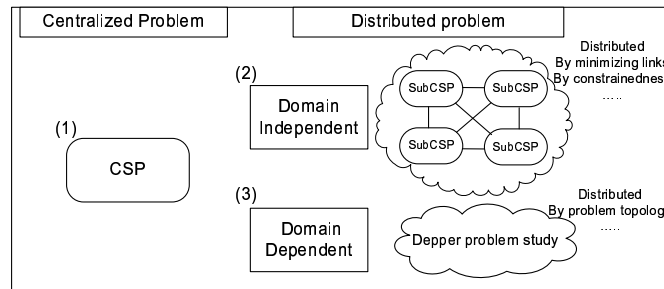 Centralized Problem
Distributed problem
(1)
CSP
(2)
Domain
Independent
SubCSP
SubCSP
SubCSP
SubCSP
Distributed
By minimizing links
By constrainednes
.....
(3)
Domain
Dependent
Depper problem study
Distributed
By problem topolog
.....